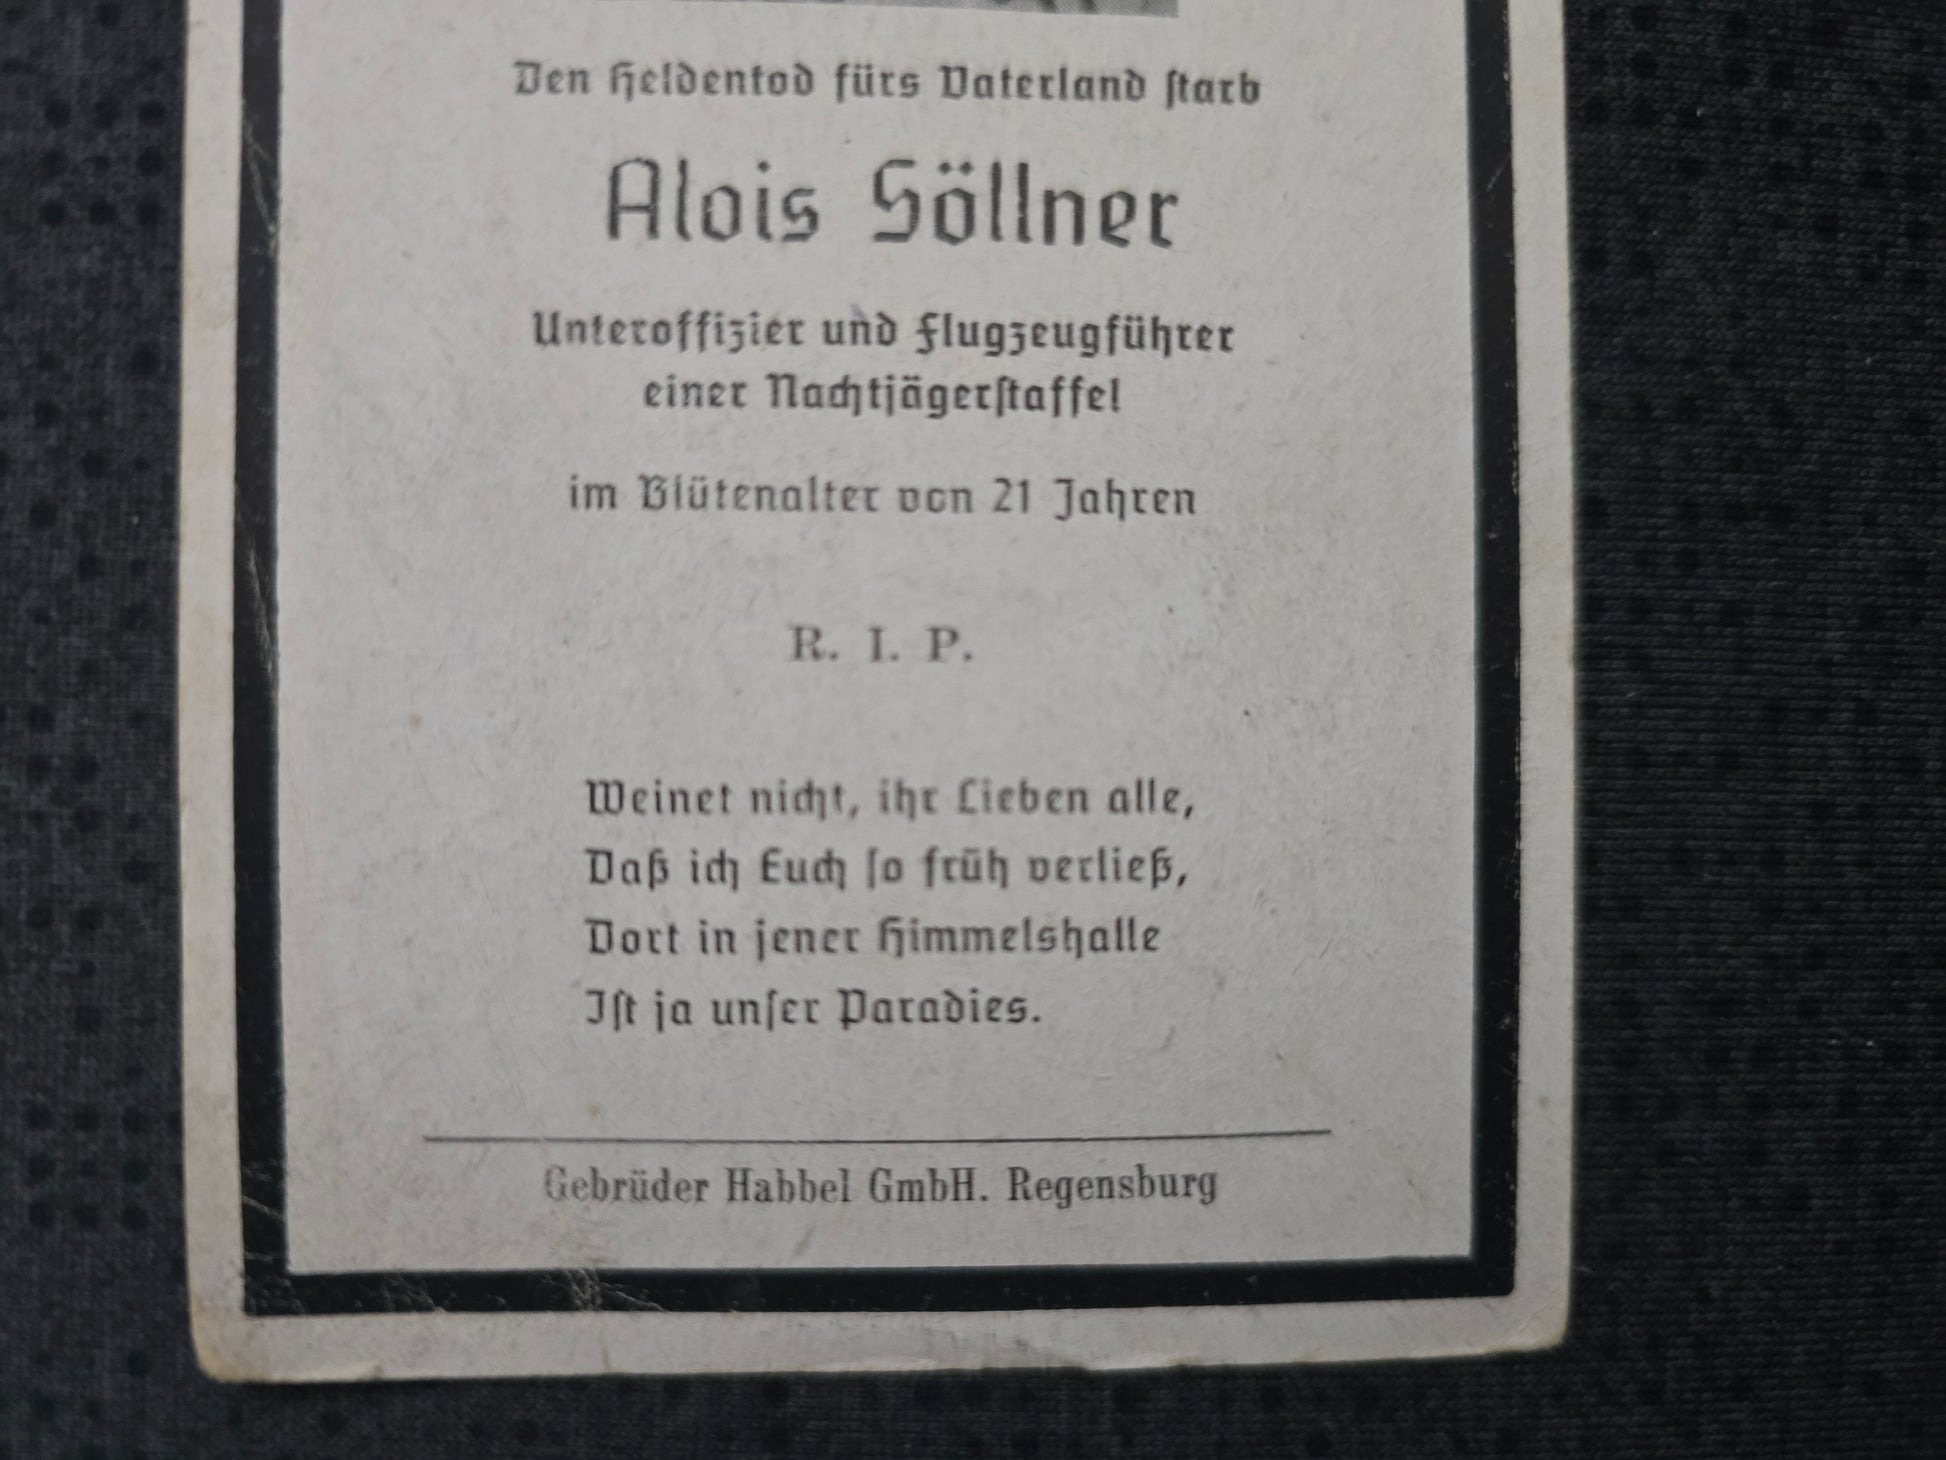 Den Heldentod fürs Vaterland starb
Alois Söllner
Unteroffizier und Flugzeugführer
einer Nachtjägerstaffel
im Blütenalter von 21 Jahren
R. I. P.
Weinet nicht, ihr Lieben alle,
Daß ich Euch so früh verließ,
Dort in jener Himmelshalle
Ist ja unser Paradies.
Gebrüder Habbel GmbH. Regensburg